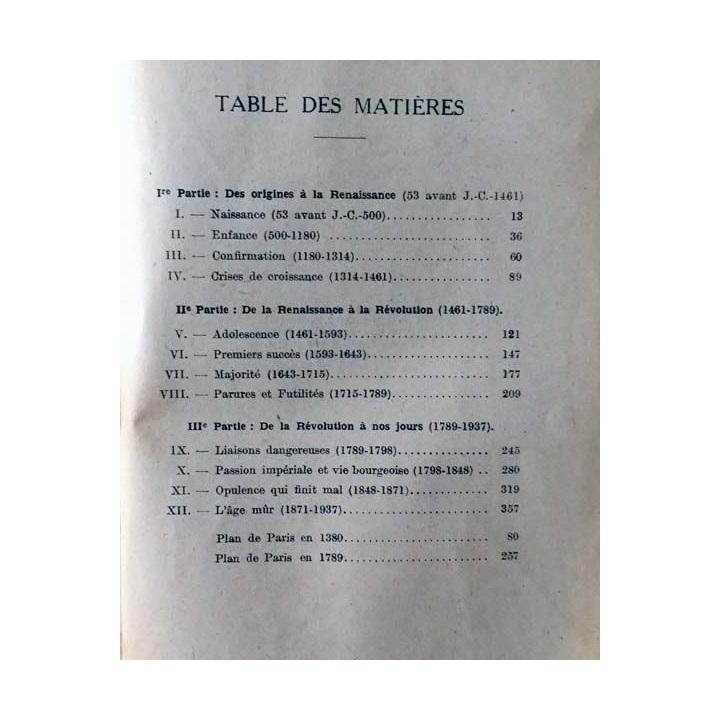 TABLE DES MATIÈRES
Ire Partie : Des origines à la Renaissance (53 avant J.-C.-1461)
I. — Naissance (53 avant J.-C.-500)................. 13
II. — Enfance (500-1180) .......................... 36
III. — Confirmation (1180-1314)...................... 60
IV. — Crises de croissance (1314-1461)................ 89
IIe Partie : De la Renaissance à la Révolution (1461-1789).
V. — Adolescence (1461-1593)....................... 121
VI. — Premiers succès (1593-1643).................... 147
VII. — Majorité (1643-1715).......................... 177
VIII. — Parures et Futilités (1715-1789)................ 209
IIIe Partie : De la Révolution à nos jours (1789-1937).
IX. — Liaisons dangereuses (1789-1798)............... 245
X. — Passion impériale et vie bourgeoise (1798-1848) .. 280
XI. — Opulence qui finit mal (1848-1871)............. 319
XII. — L'âge mûr (1871-1937)........................ 357
Plan de Paris en 1380........................ 80
Plan de Paris en 1789........................ 257